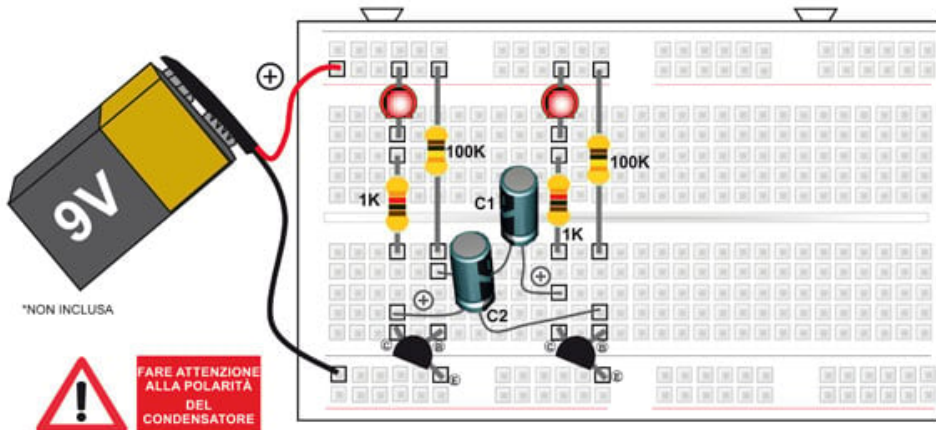 9V
*NON INCLUSA
FARE ATTENZIONE
ALLA POLARITÀ
DEL
CONDENSATORE
+
1K
100K
C1
1K
100K
+
+
C2
C
B
E
C
B
E